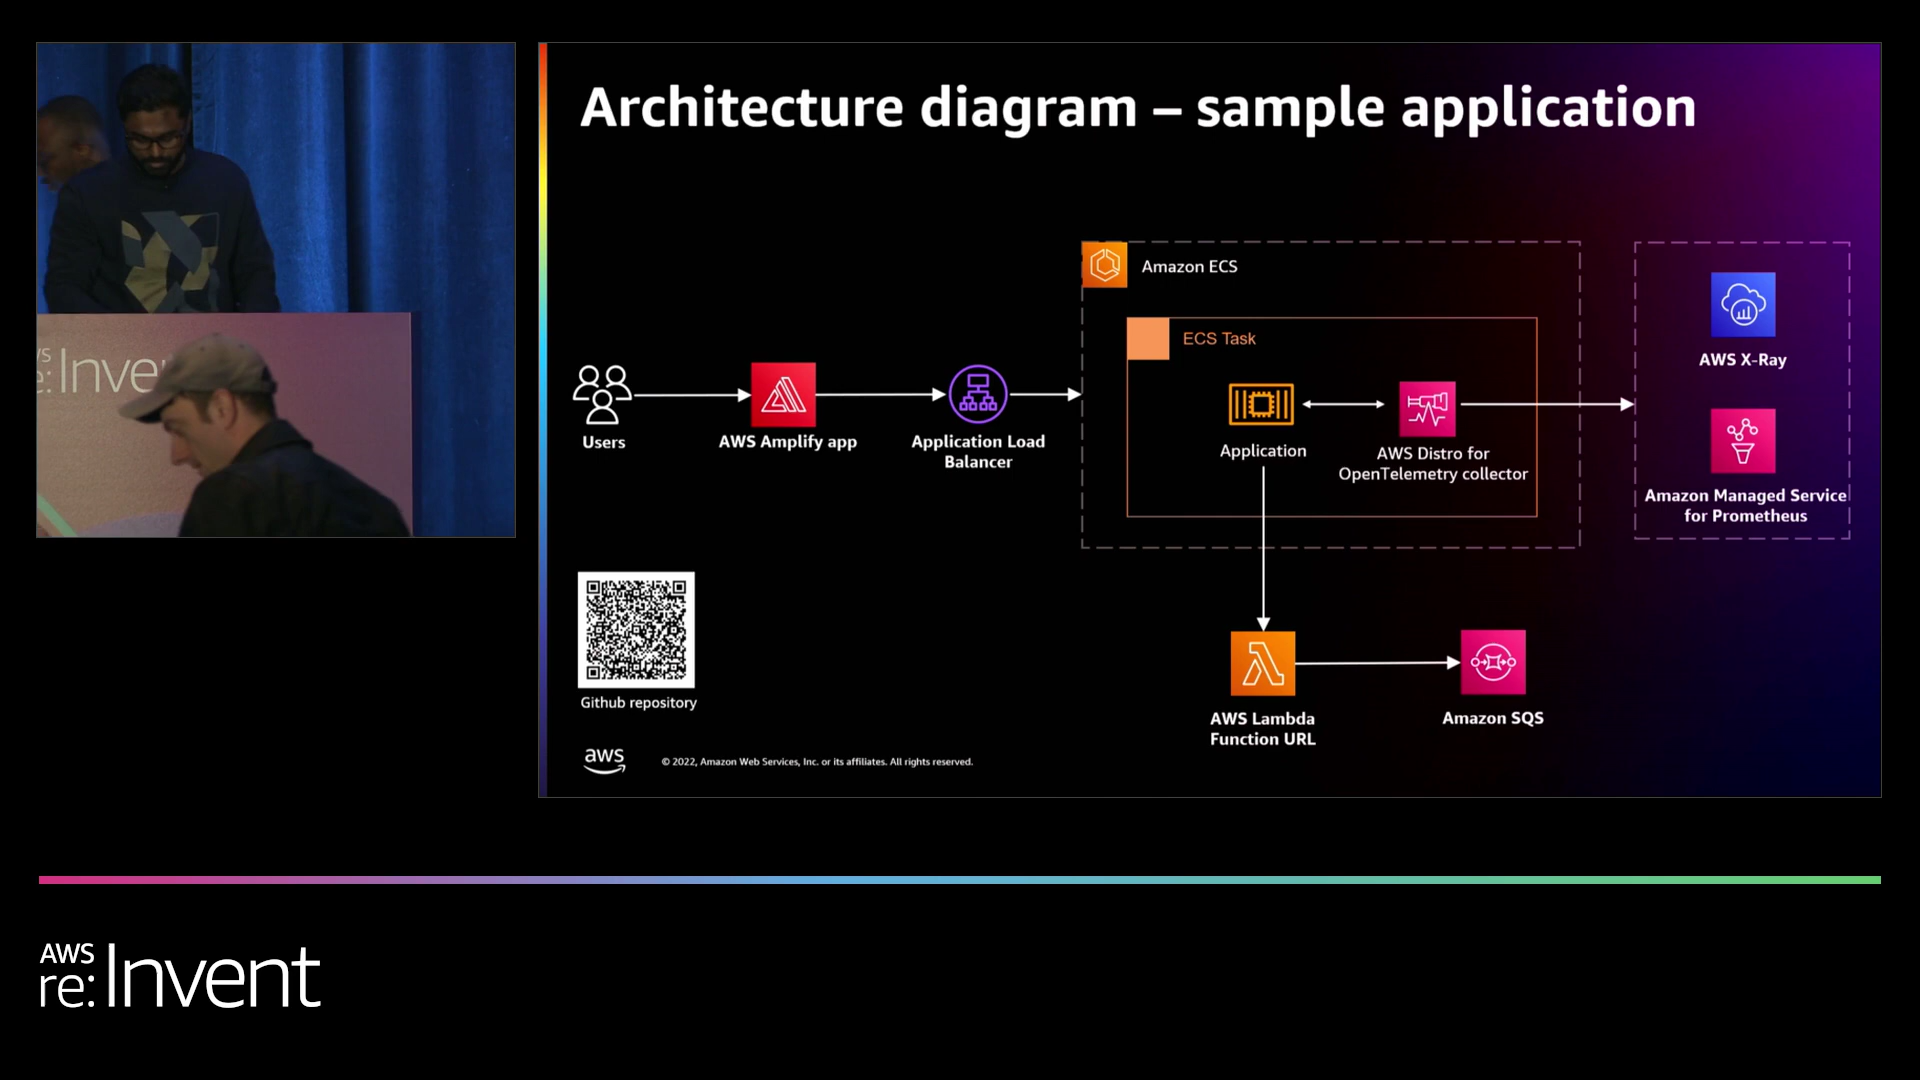 Architecture diagram – sample application
Amazon ECS
ECS Task
AWS X-Ray
Users
AWS Amplify app
Application Load
Balancer
Application
AWS Distro for
OpenTelemetry collector
Amazon Managed Service
for Prometheus
Github repository
AWS Lambda
Function URL
Amazon SQS
aws
© 2022, Amazon Web Services, Inc. or its affiliates. All rights reserved.
AWS
re:Invent